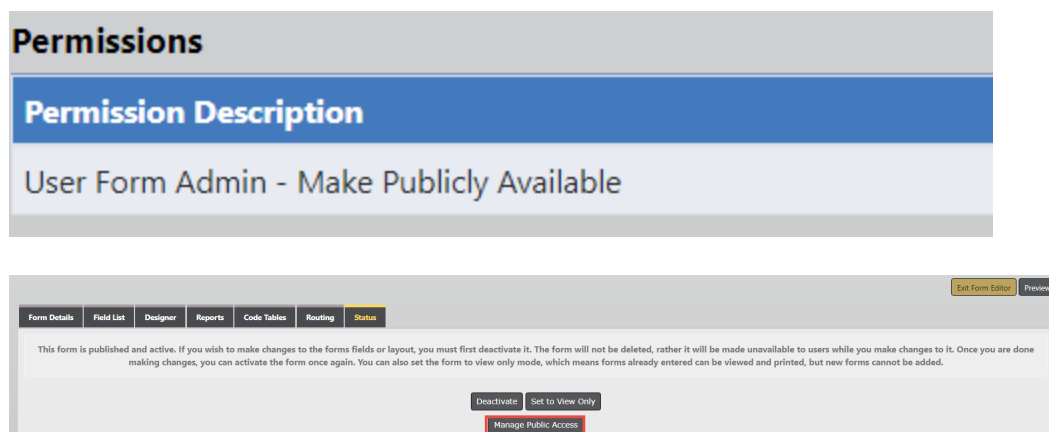 Permissions
Permission Description
User Form Admin - Make Publicly Available
Exit Form Editor Preview
Form Details Field List Designer Reports Code Tables Routing Status
This form is published and active. If you wish to make changes to the forms fields or layout, you must first deactivate it. The form will not be deleted, rather it will be made unavailable to users while you make changes to it. Once you are done
making changes, you can activate the form once again. You can also set the form to view only mode, which means forms already entered can be viewed and printed, but new forms cannot be added.
Deactivate Set to View Only
Manage Public Access